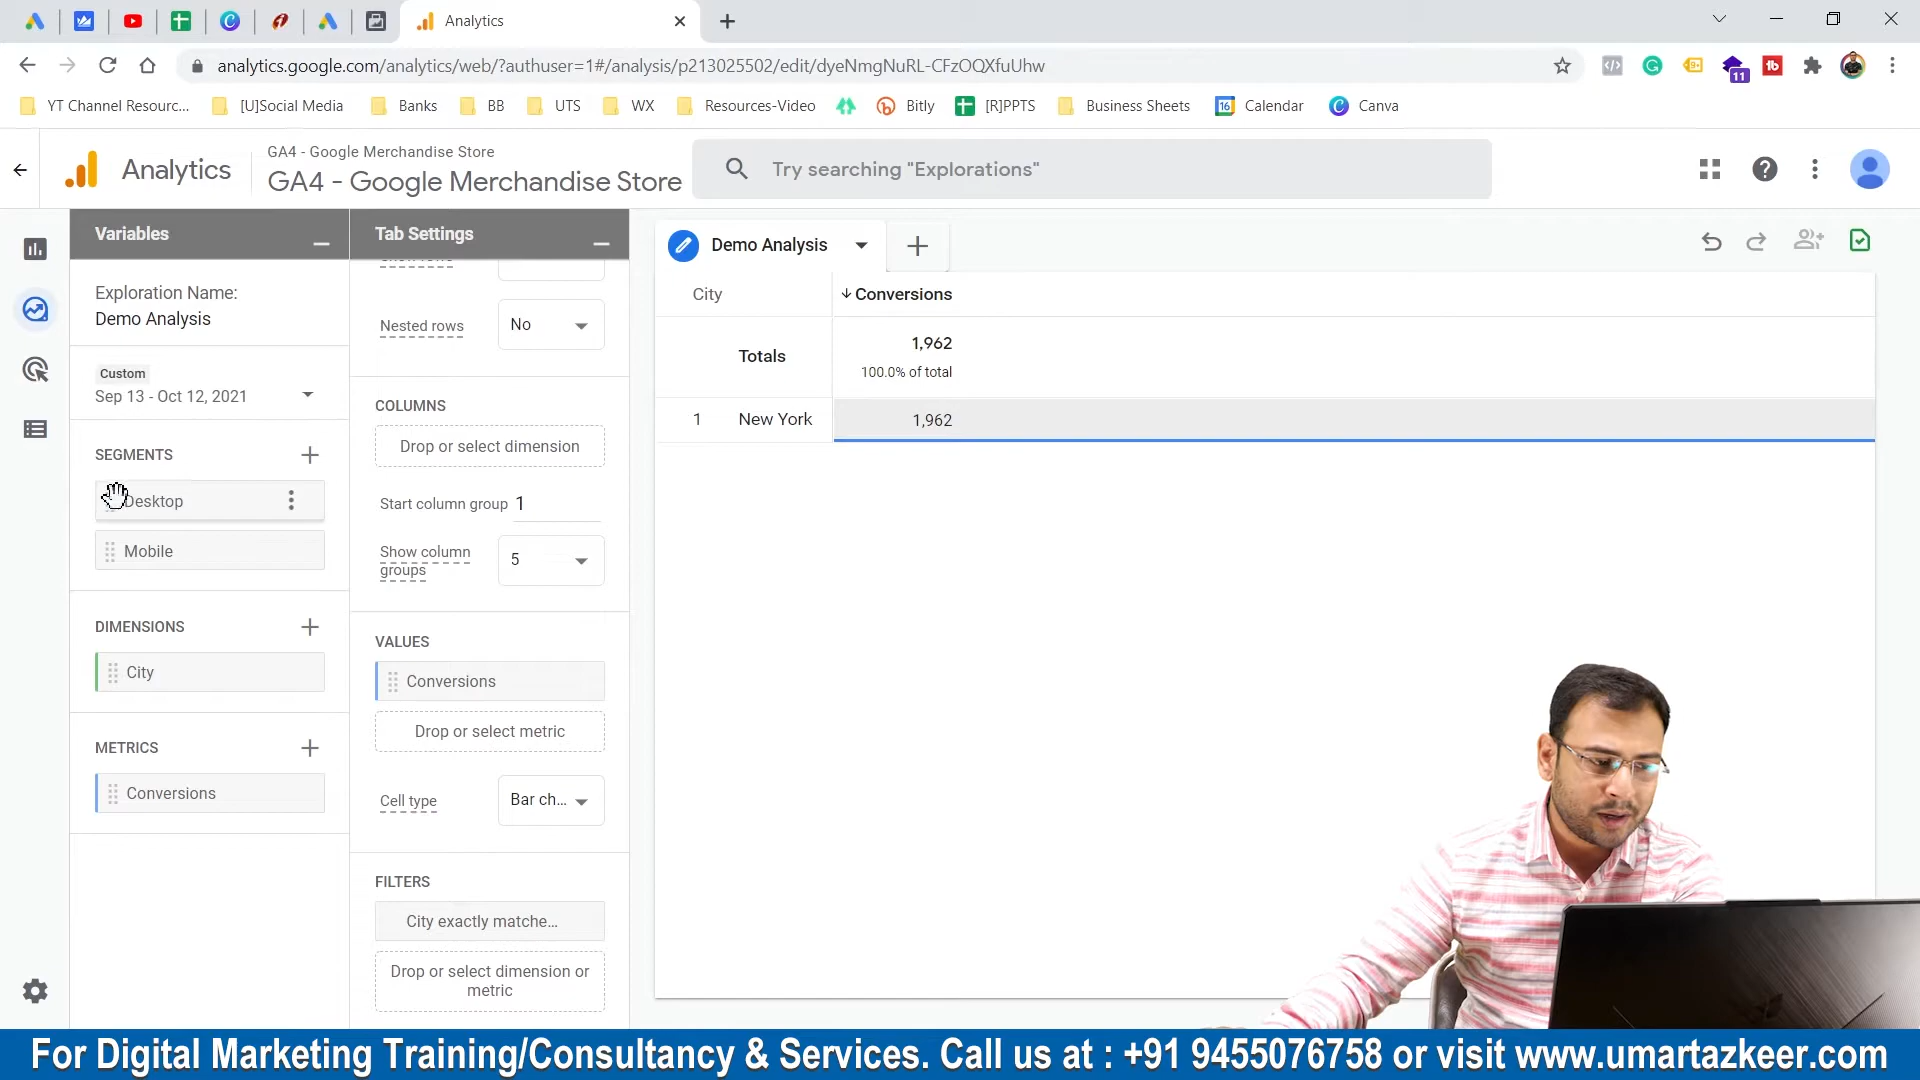 Analytics
analytics.google.com/analytics/web/?authuser=1#/analysis/p213025502/edit/dyeNmgNuRL-CFzOQXfuUhw
11
YT Channel Resourc...
[U]Social Media
Banks
BB
UTS
WX
Resources-Video
Bitly
[R]PPTS
Business Sheets
16
Calendar
Canva
Analytics
GA4 - Google Merchandise Store
GA4 - Google Merchandise Store
Try searching "Explorations"
Variables
Exploration Name:
Demo Analysis
Custom
Sep 13 - Oct 12, 2021
SEGMENTS
Desktop
Mobile
DIMENSIONS
City
METRICS
Conversions
Tab Settings
Nested rows
No
COLUMNS
Drop or select dimension
Start column group 1
Show column
groups
5
VALUES
Conversions
Drop or select metric
Cell type
Bar ch...
FILTERS
City exactly matche...
Drop or select dimension or
metric
Demo Analysis
City
Conversions
Totals
1,962
100.0% of total
1
New York
1,962
For Digital Marketing Training/Consultancy & Services. Call us at : +91 9455076758 or visit www.umartazkeer.com